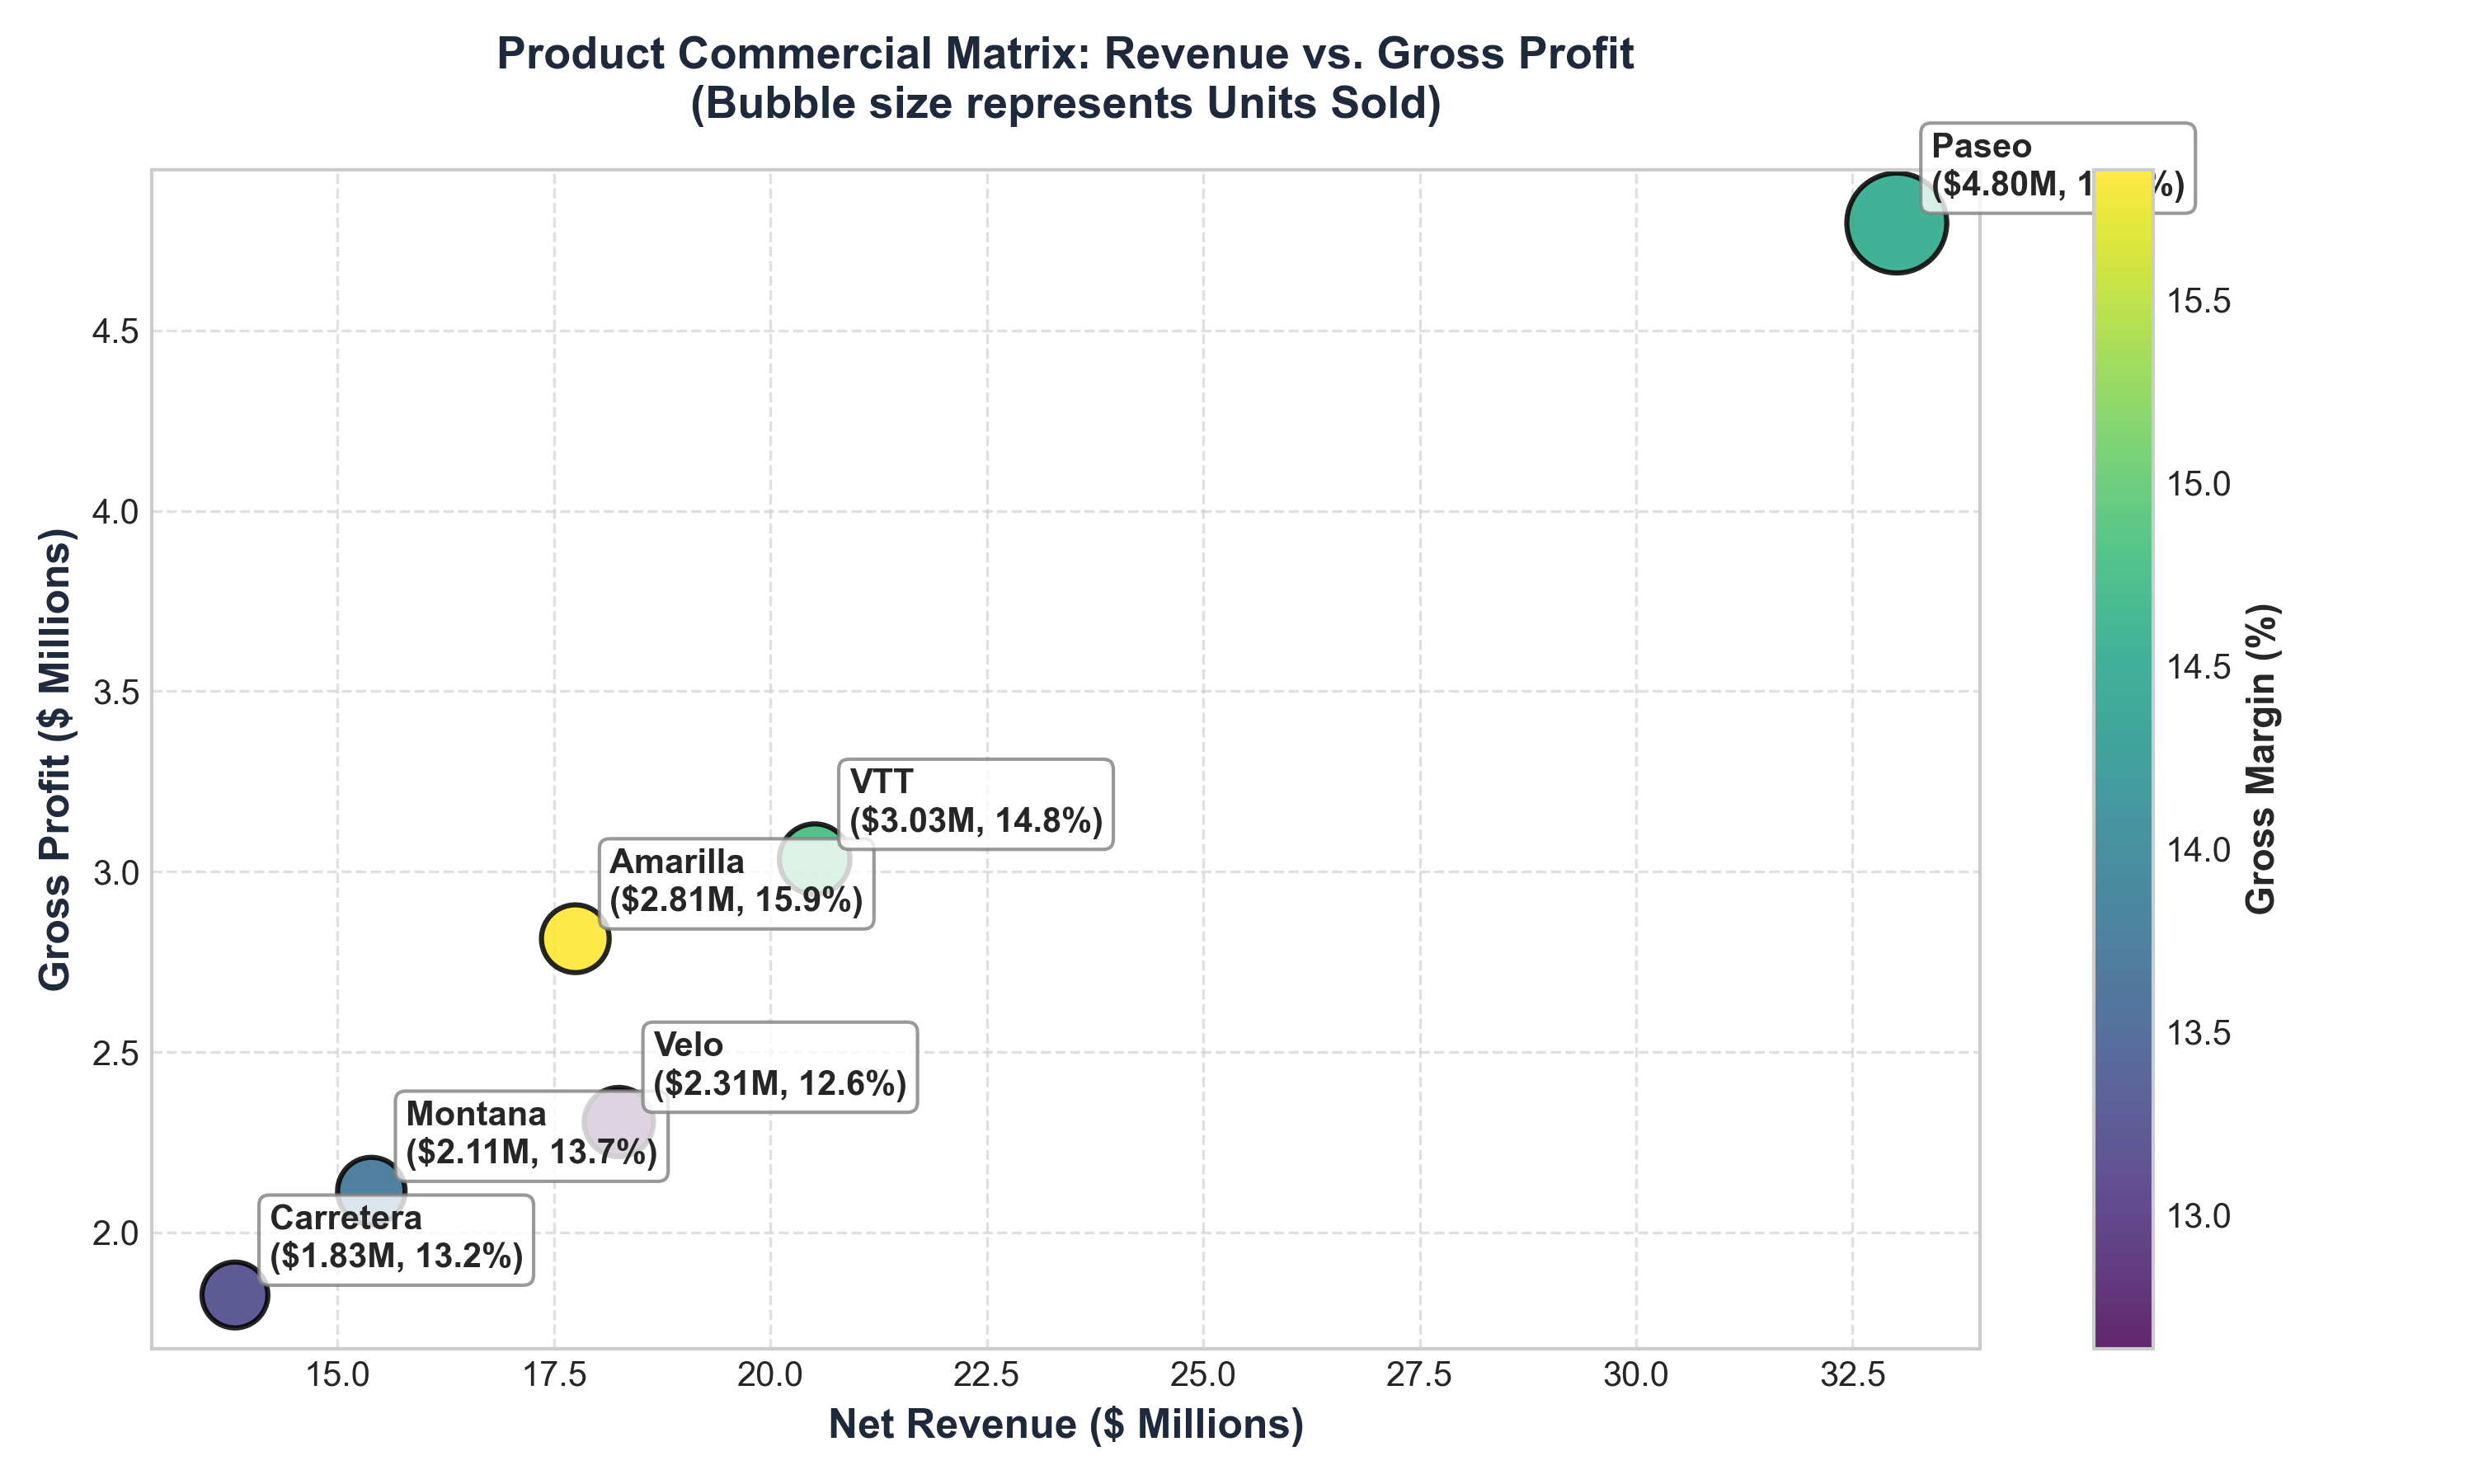 Product Commercial Matrix: Revenue vs. Gross Profit
(Bubble size represents Units Sold)
Paseo
($4.80M, 1 %)
VTT
($3.03M, 14.8%)
Amarilla
($2.81M, 15.9%)
Velo
($2.31M, 12.6%)
Montana
($2.11M, 13.7%)
Carretera
($1.83M, 13.2%)
Gross Profit ($ Millions)
4.5
4.0
3.5
3.0
2.5
2.0
15.0
17.5
20.0
22.5
25.0
27.5
30.0
32.5
Net Revenue ($ Millions)
15.5
15.0
14.5
14.0
13.5
13.0
Gross Margin (%)